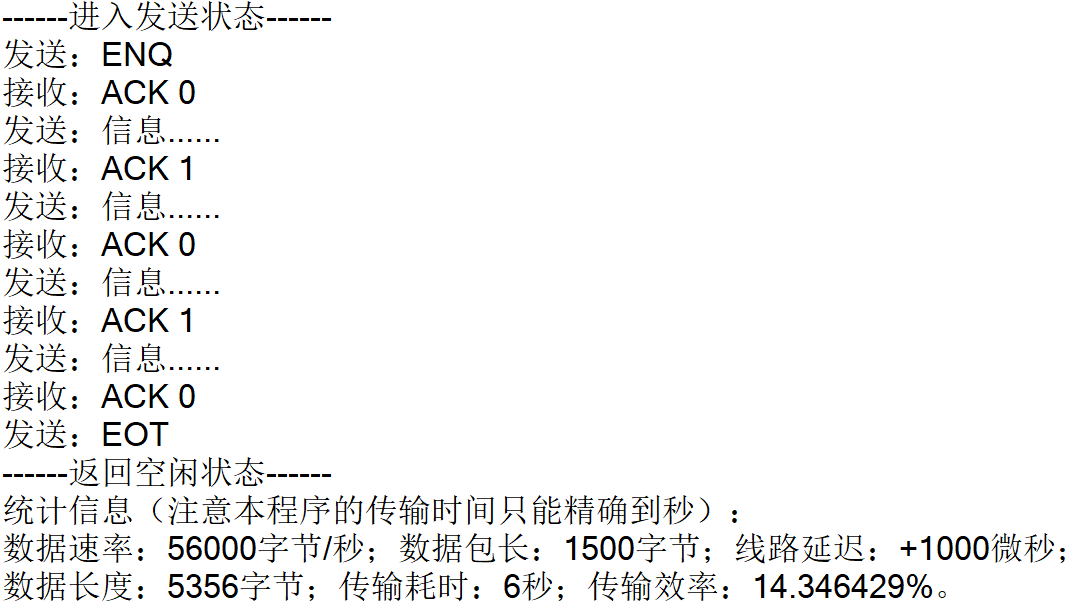 ------进入发送状态------
发送：ENQ
接收：ACK 0
发送：信息......
接收：ACK 1
发送：信息......
接收：ACK 0
发送：信息......
接收：ACK 1
发送：信息......
接收：ACK 0
发送：EOT
------返回空闲状态------
统计信息（注意本程序的传输时间只能精确到秒）：
数据速率：56000字节/秒；数据包长：1500字节；线路延迟：+1000微秒；
数据长度：5356字节；传输耗时：6秒；传输效率：14.346429%。